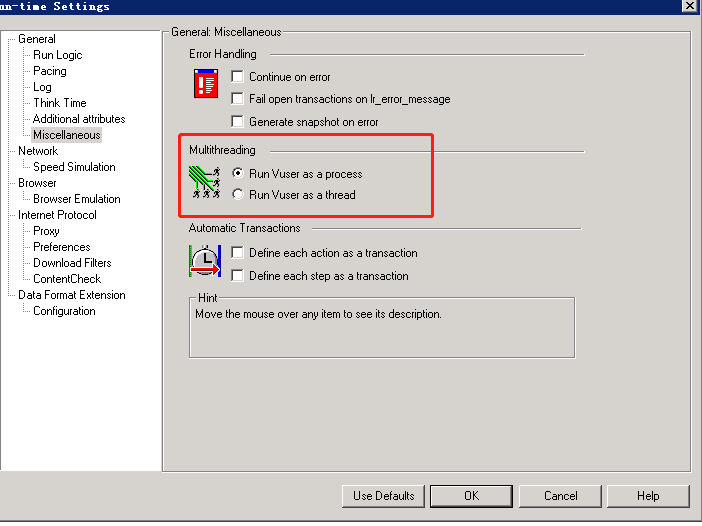 un-time Settings
General
Run Logic
Pacing
Log
Think Time
Additional attributes
Miscellaneous
Network
Speed Simulation
Browser
Browser Emulation
Internet Protocol
Proxy
Preferences
Download Filters
ContentCheck
Data Format Extension
Configuration
General: Miscellaneous
Error Handling
Continue on error
Fail open transactions on lr_error_message
Generate snapshot on error
Multithreading
Run Vuser as a process
Run Vuser as a thread
Automatic Transactions
Define each action as a transaction
Define each step as a transaction
Hint
Move the mouse over any item to see its description.
Use Defaults
OK
Cancel
Help